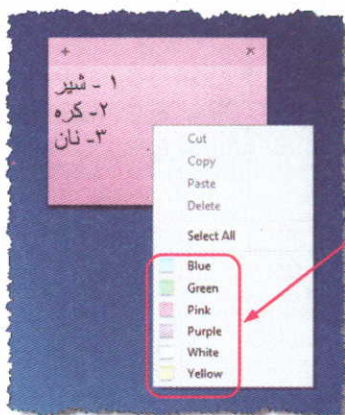 + ×
۱ - شیر
۲- کره
۳- نان
Cut
Copy
Paste
Delete
Select All
Blue
Green
Pink
Purple
White
Yellow